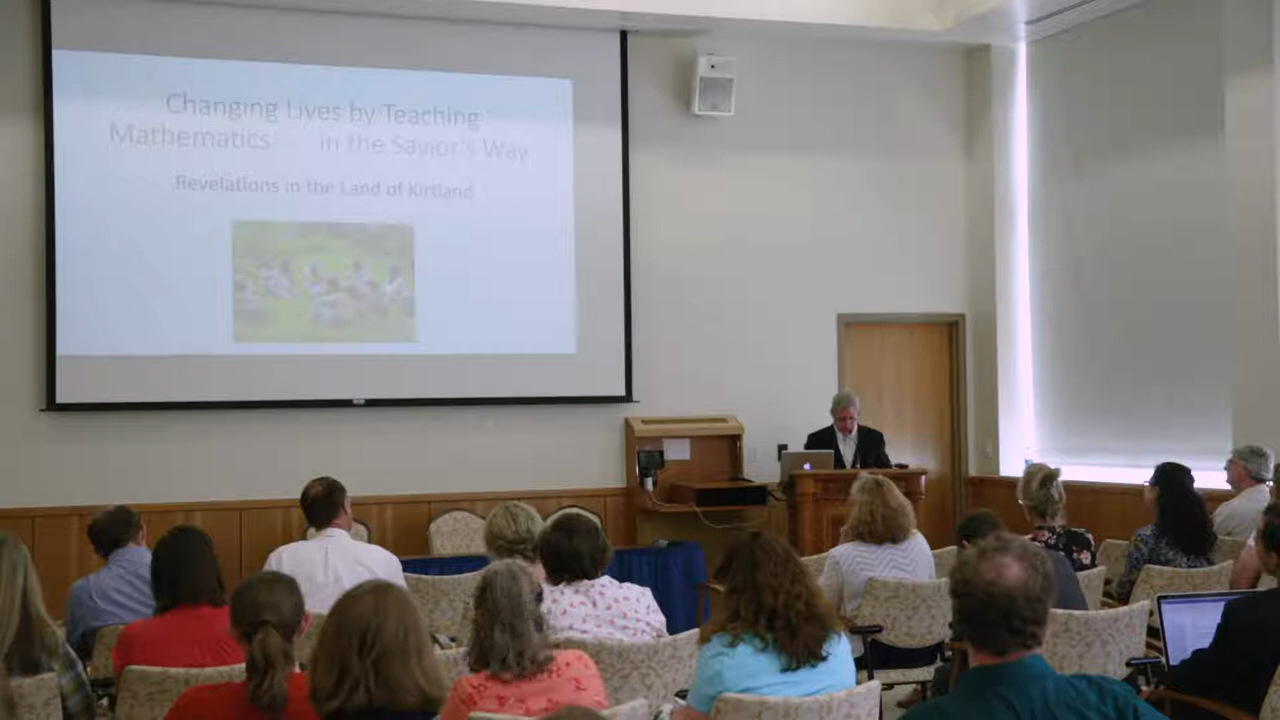 Changing Lives by Teaching
Mathematics in the Savior's Way
Revelations in the Land of Kirtland